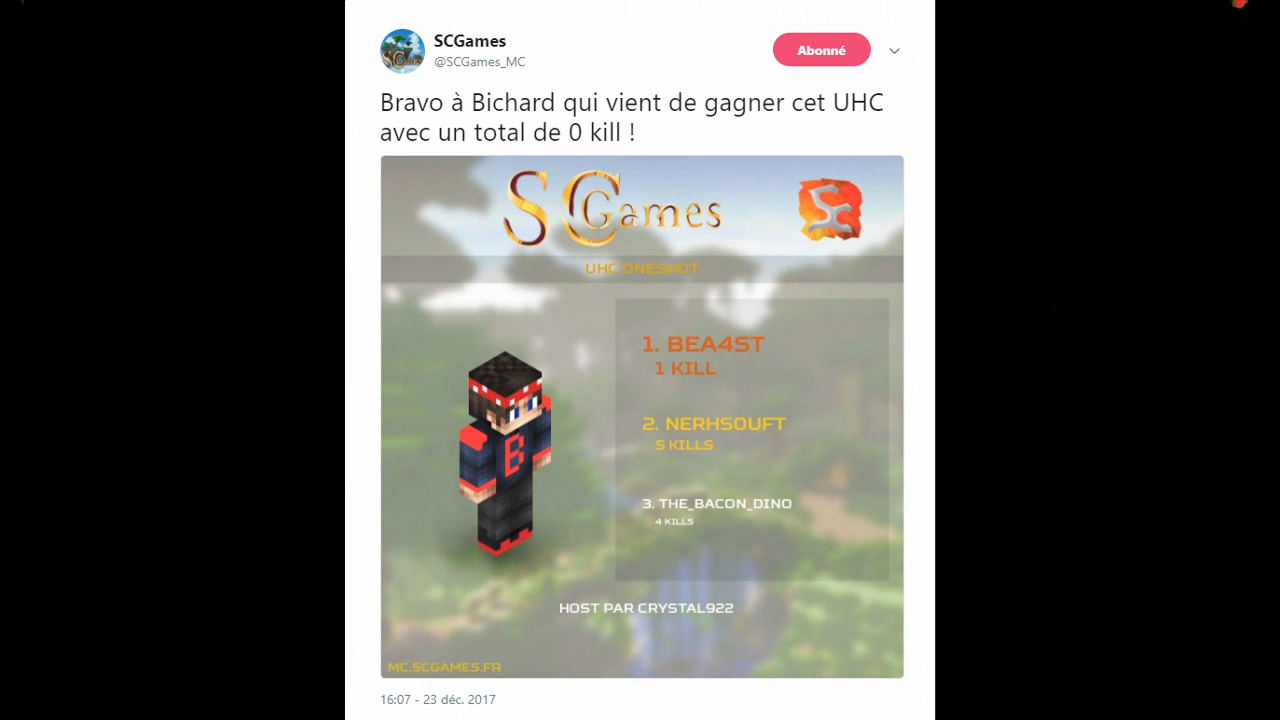 SCGames
@SCGames_MC
Abonné
Bravo à Bichard qui vient de gagner cet UHC
avec un total de 0 kill !
SCGames
SC
UHC ONESHOT
1. BEA4ST
1 KILL
2. NERHSOUFT
5 KILLS
3. THE_BACON_DINO
4 KILLS
B
HOST PAR CRYSTAL922
MC.SCGAMES.FR
16:07 - 23 déc. 2017